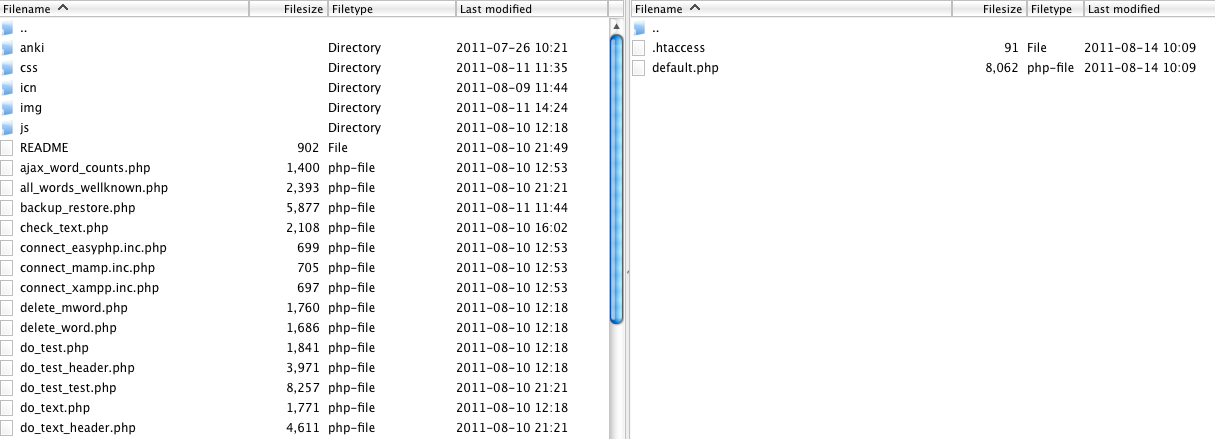 Filename Filesize Filetype Last modified
..
anki Directory 2011-07-26 10:21
css Directory 2011-08-11 11:35
icn Directory 2011-08-09 11:44
img Directory 2011-08-11 14:24
js Directory 2011-08-10 12:18
README 902 File 2011-08-10 21:49
ajax_word_counts.php 1,400 php-file 2011-08-10 12:53
all_words_wellknown.php 2,393 php-file 2011-08-10 21:21
backup_restore.php 5,877 php-file 2011-08-11 11:44
check_text.php 2,108 php-file 2011-08-10 16:02
connect_easyphp.inc.php 699 php-file 2011-08-10 12:53
connect_mamp.inc.php 705 php-file 2011-08-10 12:53
connect_xampp.inc.php 697 php-file 2011-08-10 12:53
delete_mword.php 1,760 php-file 2011-08-10 12:18
delete_word.php 1,686 php-file 2011-08-10 12:18
do_test.php 1,841 php-file 2011-08-10 12:18
do_test_header.php 3,971 php-file 2011-08-10 12:18
do_test_test.php 8,257 php-file 2011-08-10 21:21
do_text.php 1,771 php-file 2011-08-10 12:18
do_text_header.php 4,611 php-file 2011-08-10 21:21
Filename Filesize Filetype Last modified
..
.htaccess 91 File 2011-08-14 10:09
default.php 8,062 php-file 2011-08-14 10:09